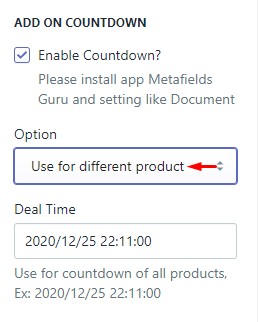 ADD ON COUNTDOWN
Enable Countdown?
Please install app Metafields
Guru and setting like Document
Option
Use for different product
Deal Time
2020/12/25 22:11:00
Use for countdown of all products,
Ex: 2020/12/25 22:11:00